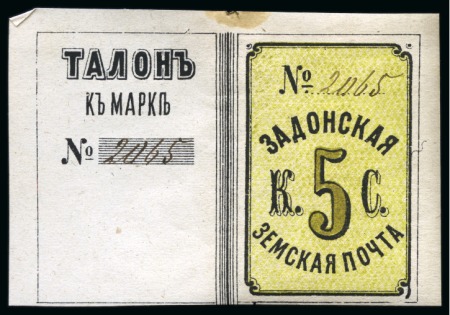 ТАЛОНЪ
КЪ МАРКѢ
№ 2065
№ 2065
ЗАДОНСКАЯ
К. 5 С.
ЗЕМСКАЯ ПОЧТА